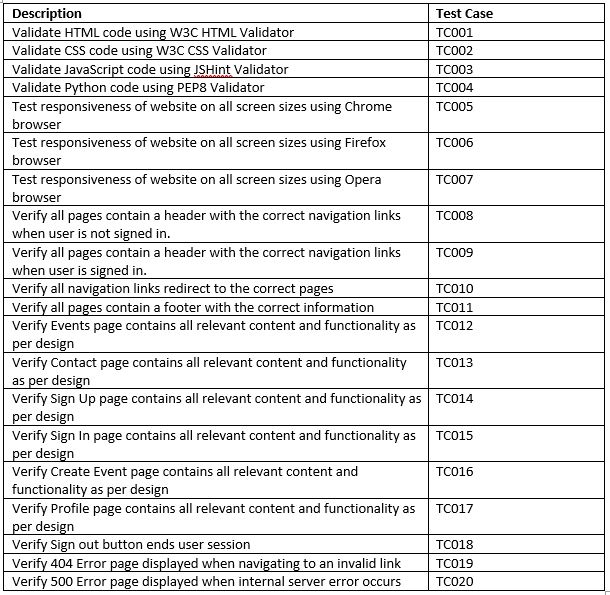 Description Test Case
Validate HTML code using W3C HTML Validator TC001
Validate CSS code using W3C CSS Validator TC002
Validate JavaScript code using JSHint Validator TC003
Validate Python code using PEP8 Validator TC004
Test responsiveness of website on all screen sizes using Chrome TC005
browser
Test responsiveness of website on all screen sizes using Firefox TC006
browser
Test responsiveness of website on all screen sizes using Opera TC007
browser
Verify all pages contain a header with the correct navigation links TC008
when user is not signed in.
Verify all pages contain a header with the correct navigation links TC009
when user is signed in.
Verify all navigation links redirect to the correct pages TC010
Verify all pages contain a footer with the correct information TC011
Verify Events page contains all relevant content and functionality as TC012
per design
Verify Contact page contains all relevant content and functionality TC013
as per design
Verify Sign Up page contains all relevant content and functionality as TC014
per design
Verify Sign In page contains all relevant content and functionality as TC015
per design
Verify Create Event page contains all relevant content and TC016
functionality as per design
Verify Profile page contains all relevant content and functionality as TC017
per design
Verify Sign out button ends user session TC018
Verify 404 Error page displayed when navigating to an invalid link TC019
Verify 500 Error page displayed when internal server error occurs TC020